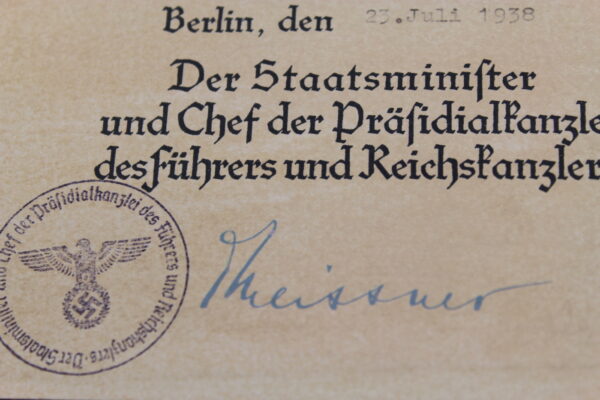 Berlin, den 23.Juli 1938
Der Staatsminister
und Chef der Präsidialkanzle
des Führers und Reichskanzler
Meissner
Der Staatsminister und Chef der Präsidialkanzlei des Führers und Reichskanzlers ·